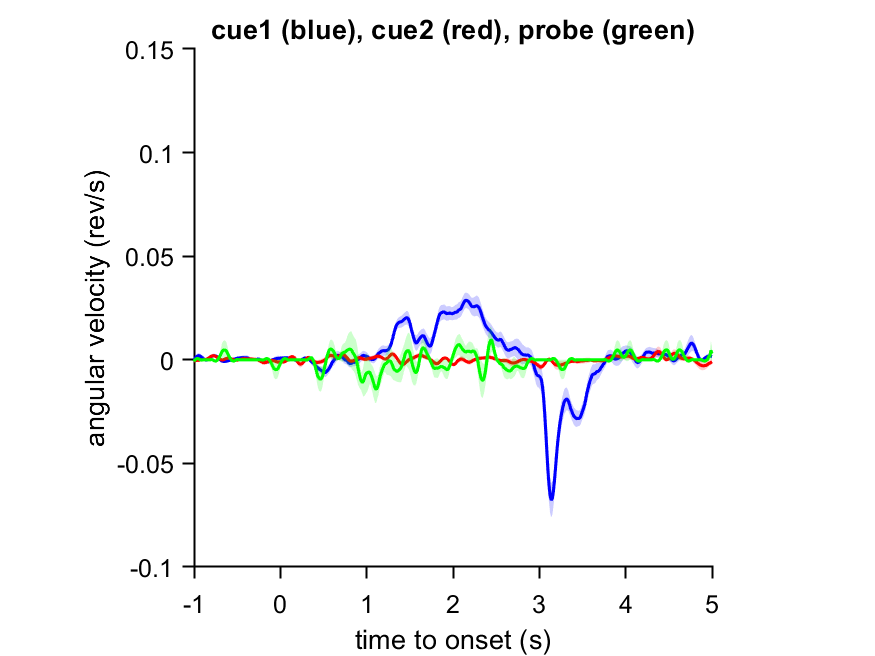 cue1 (blue), cue2 (red), probe (green)
0.15
0.1
0.05
0
-0.05
-0.1
angular velocity (rev/s)
-1 0 1 2 3 4 5
time to onset (s)